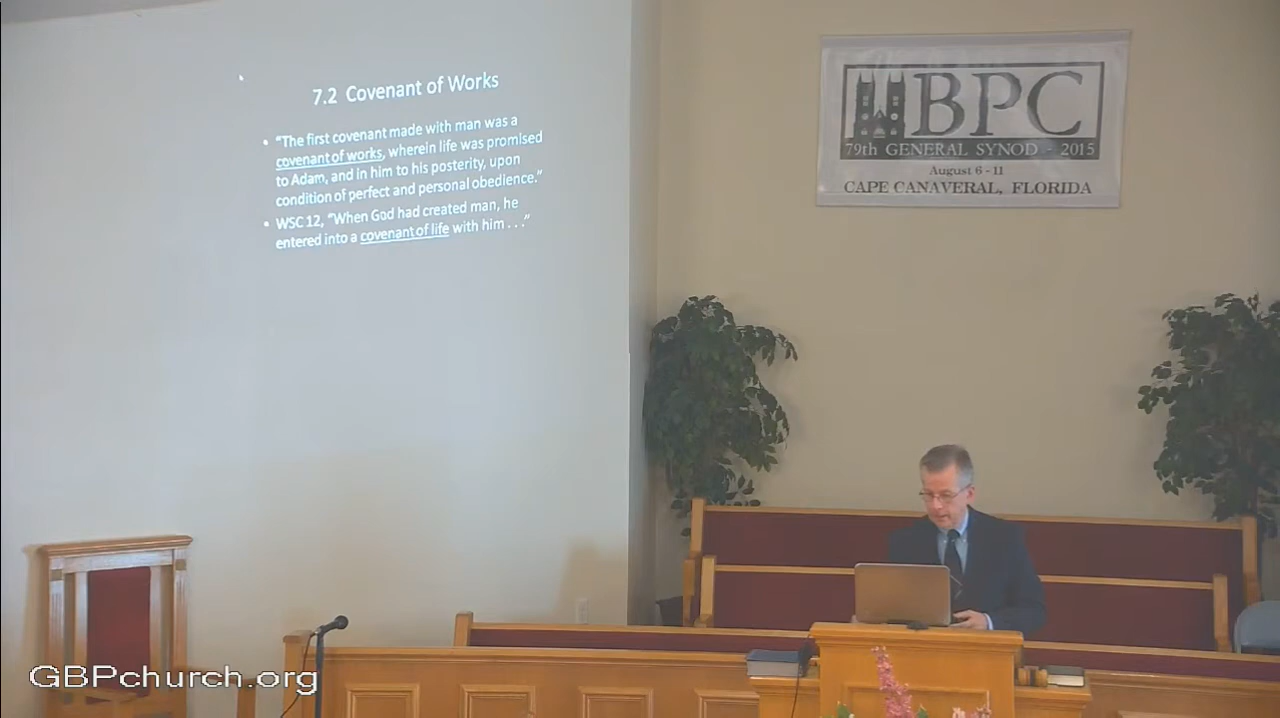 7.2 Covenant of Works
• "The first covenant made with man was a
covenant of works, wherein life was promised
to Adam, and in him to his posterity, upon
condition of perfect and personal obedience."
• WSC 12, "When God had created man, he
entered into a covenant of life with him . . ."
BPC
79th GENERAL SYNOD - 2015
August 6 - 11
CAPE CANAVERAL, FLORIDA
GBPchurch.org